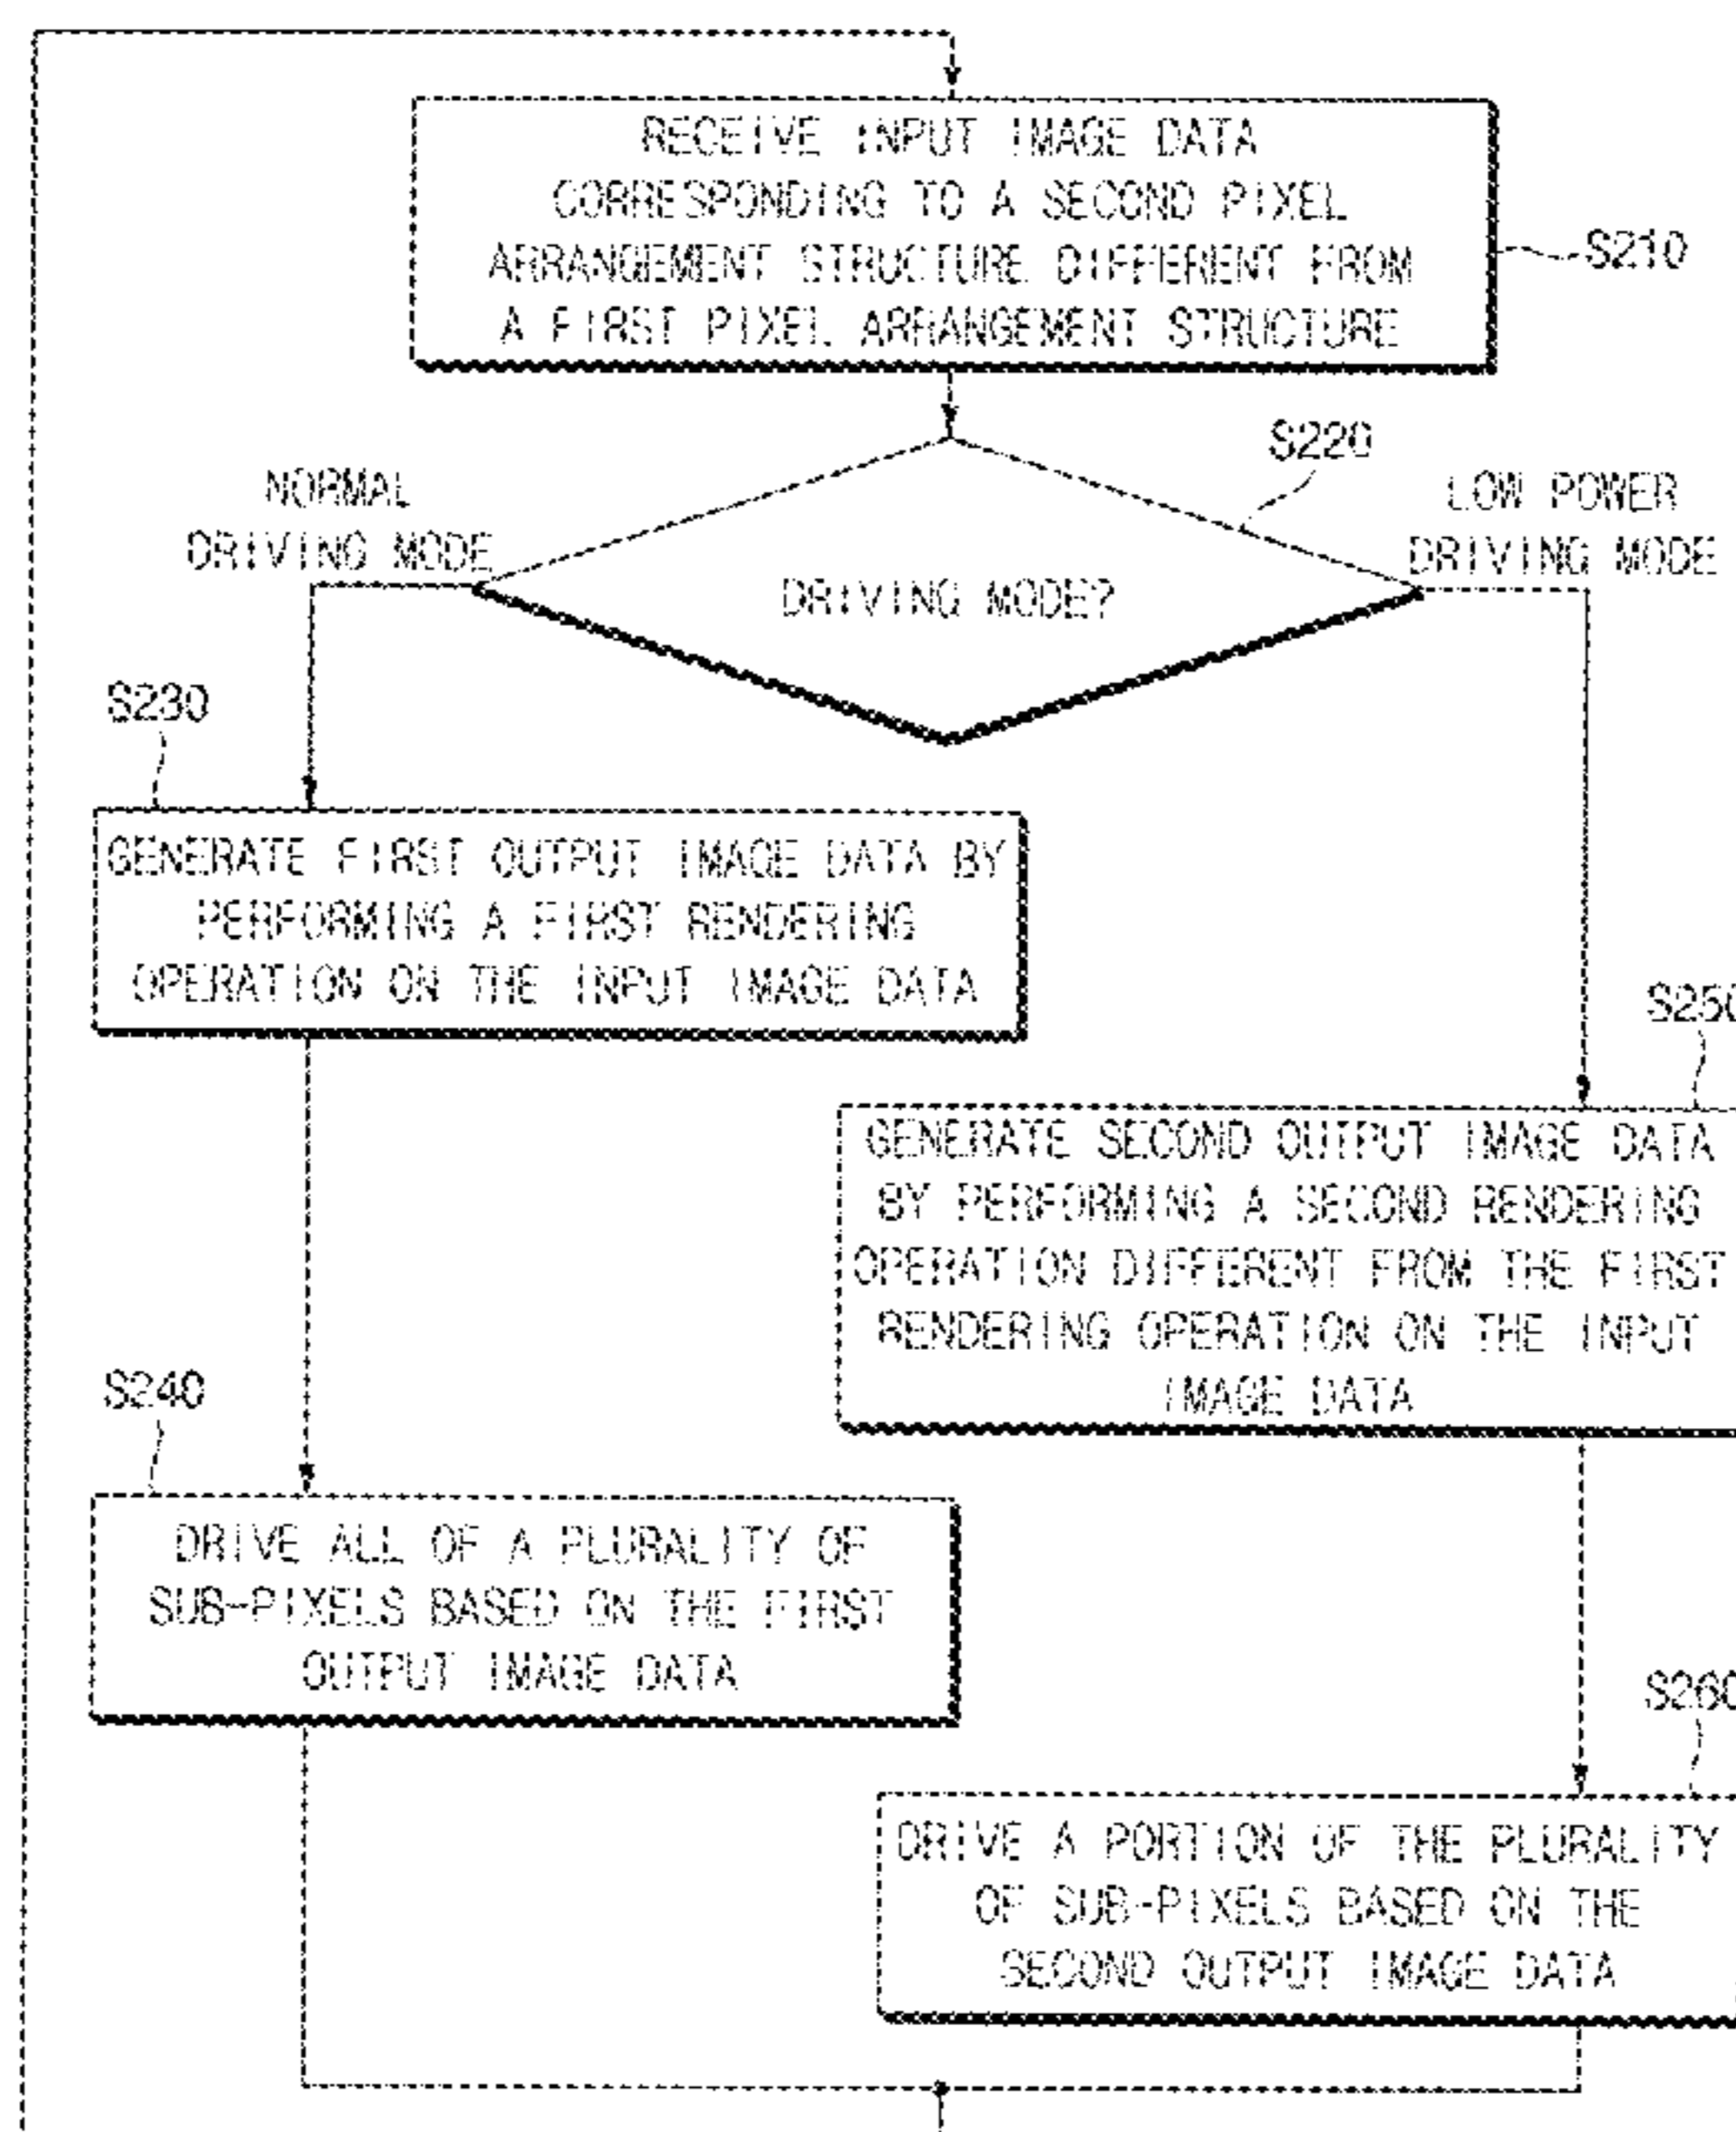 RECEIVE INPUT IMAGE DATA
CORRESPONDING TO A SECOND PIXEL
ARRANGEMENT STRUCTURE DIFFERENT FROM
A FIRST PIXEL ARRANGEMENT STRUCTURE
S210
S220
NORMAL
DRIVING MODE
LOW POWER
DRIVING MODE
DRIVING MODE?
S230
GENERATE FIRST OUTPUT IMAGE DATA BY
PERFORMING A FIRST RENDERING
OPERATION ON THE INPUT IMAGE DATA
S250
GENERATE SECOND OUTPUT IMAGE DATA
BY PERFORMING A SECOND RENDERING
OPERATION DIFFERENT FROM THE FIRST
RENDERING OPERATION ON THE INPUT
IMAGE DATA
S240
DRIVE ALL OF A PLURALITY OF
SUB-PIXELS BASED ON THE FIRST
OUTPUT IMAGE DATA
S260
DRIVE A PORTION OF THE PLURALITY
OF SUB-PIXELS BASED ON THE
SECOND OUTPUT IMAGE DATA